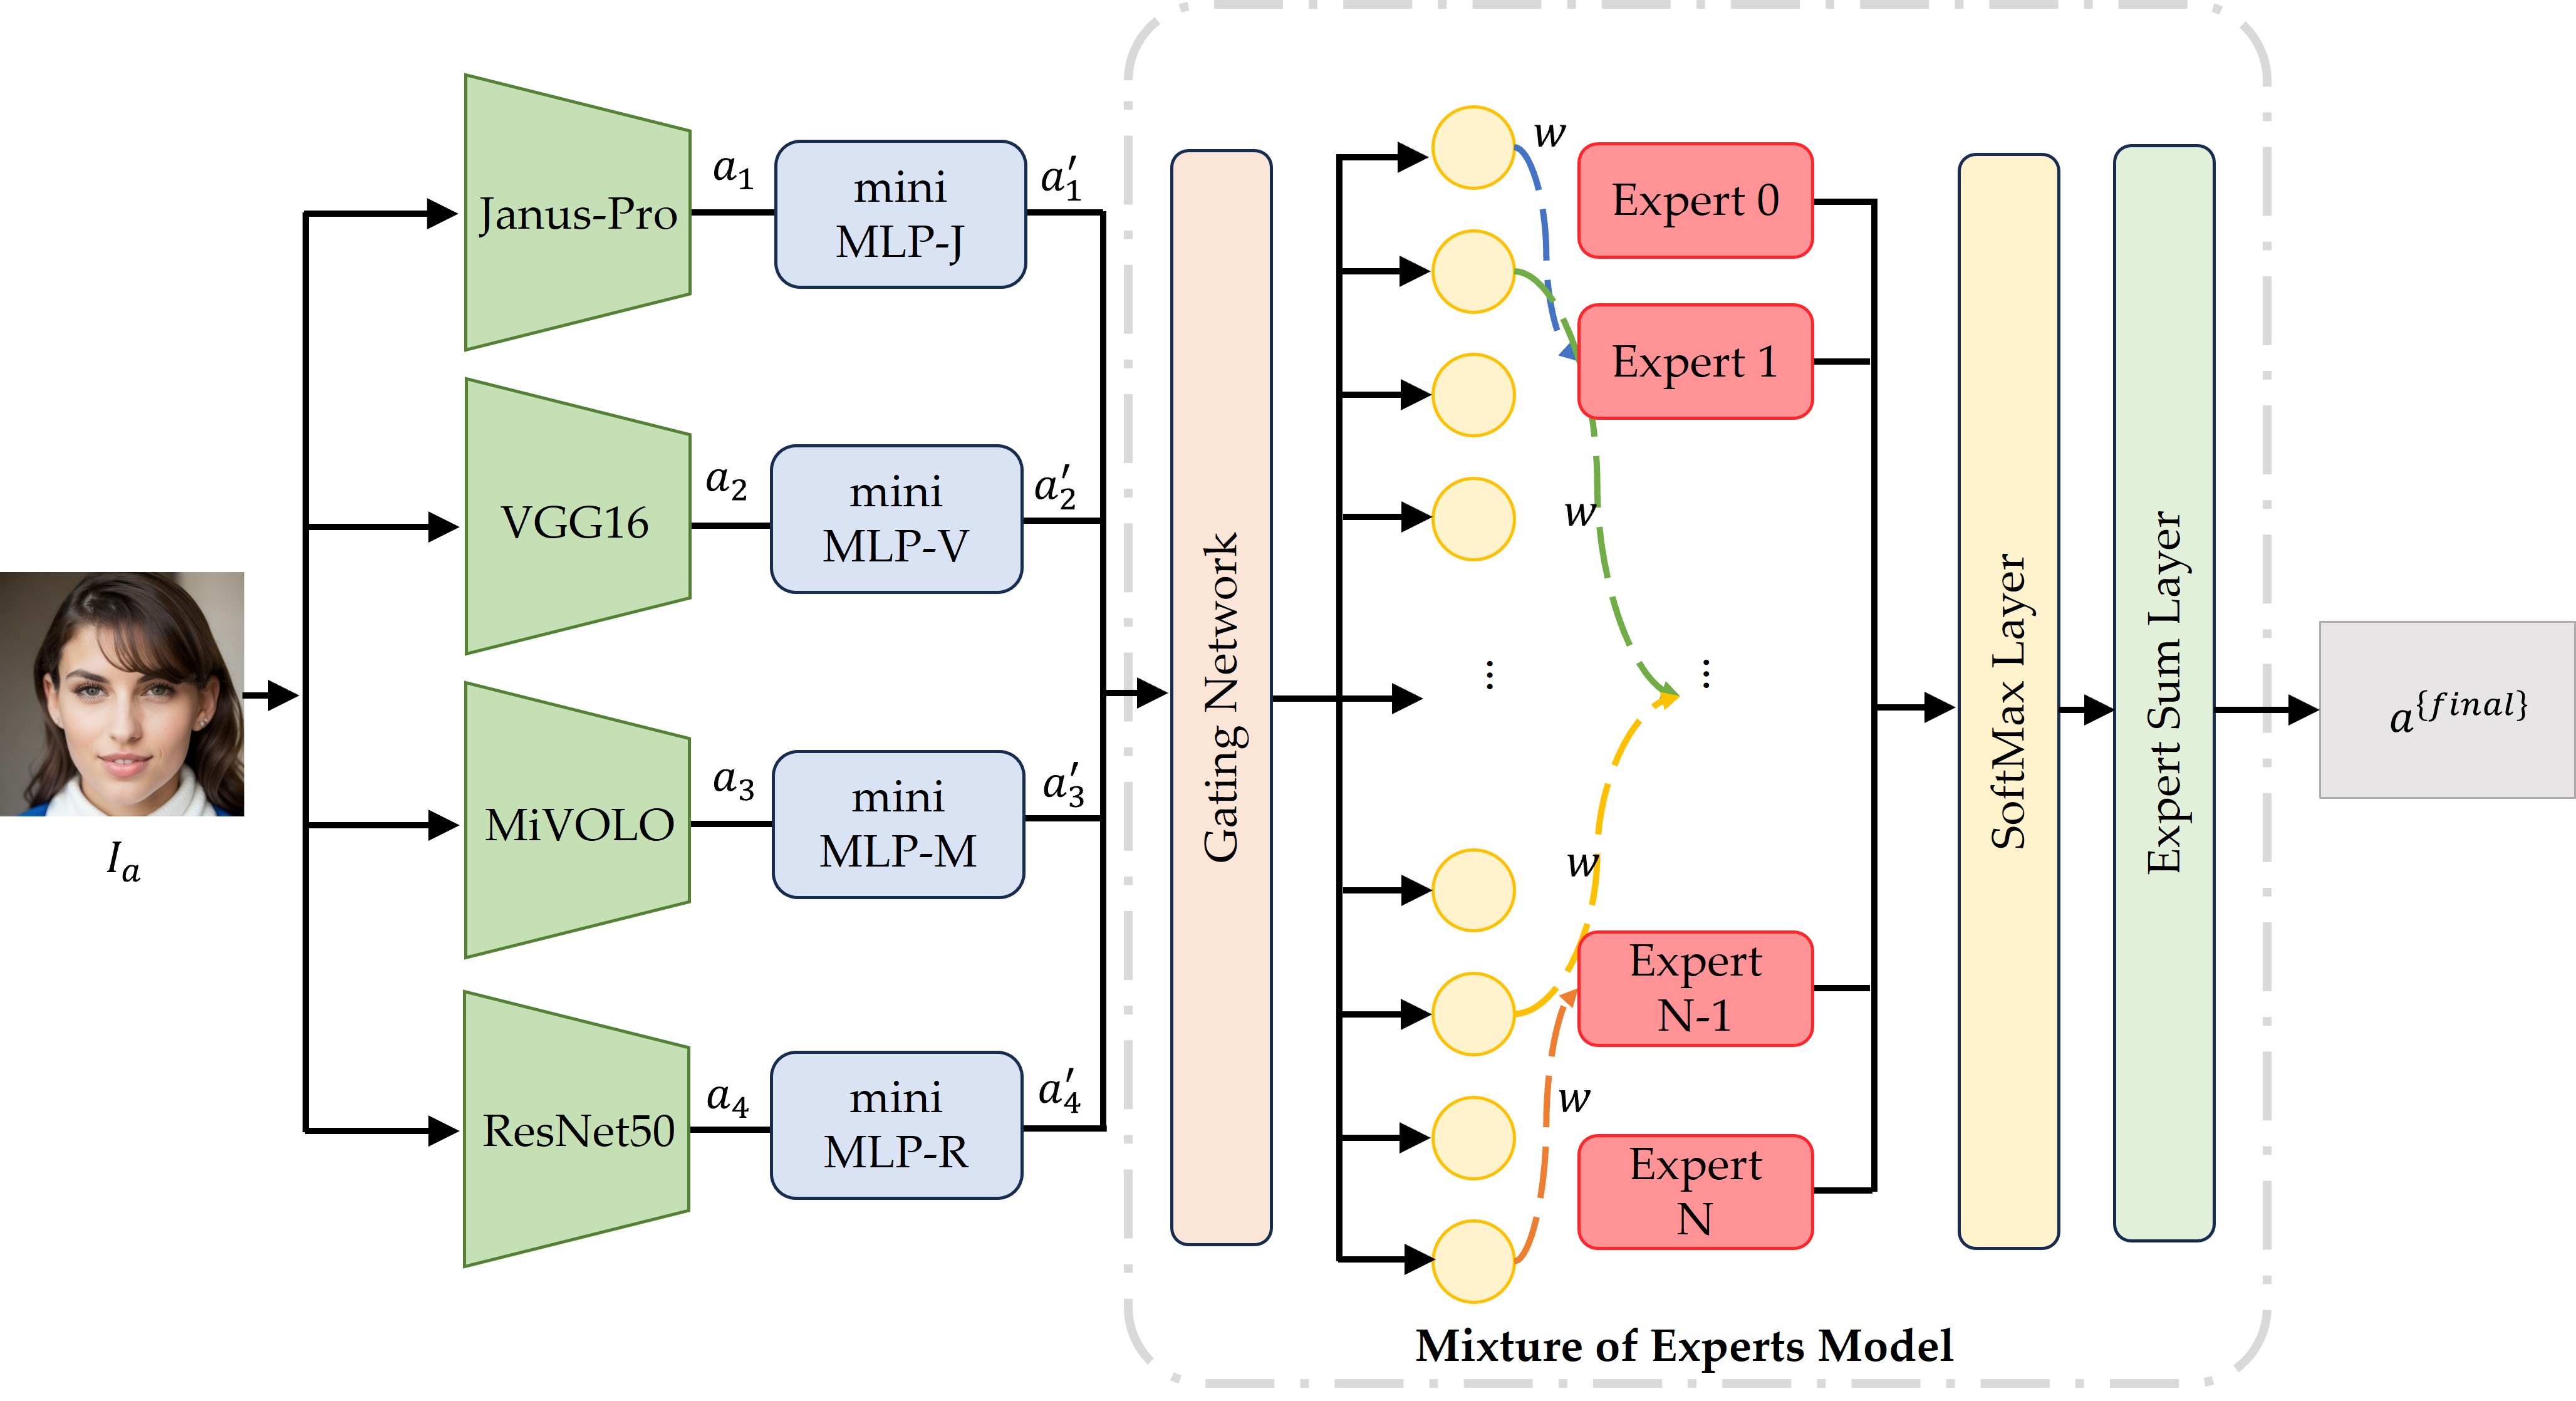 I_a
Janus-Pro
a_1
mini
MLP-J
a'_1
VGG16
a_2
mini
MLP-V
a'_2
MiVOLO
a_3
mini
MLP-M
a'_3
ResNet50
a_4
mini
MLP-R
a'_4
Gating Network
w
w
...
w
w
Expert 0
Expert 1
...
Expert
N-1
Expert
N
SoftMax Layer
Expert Sum Layer
a^{final}
Mixture of Experts Model